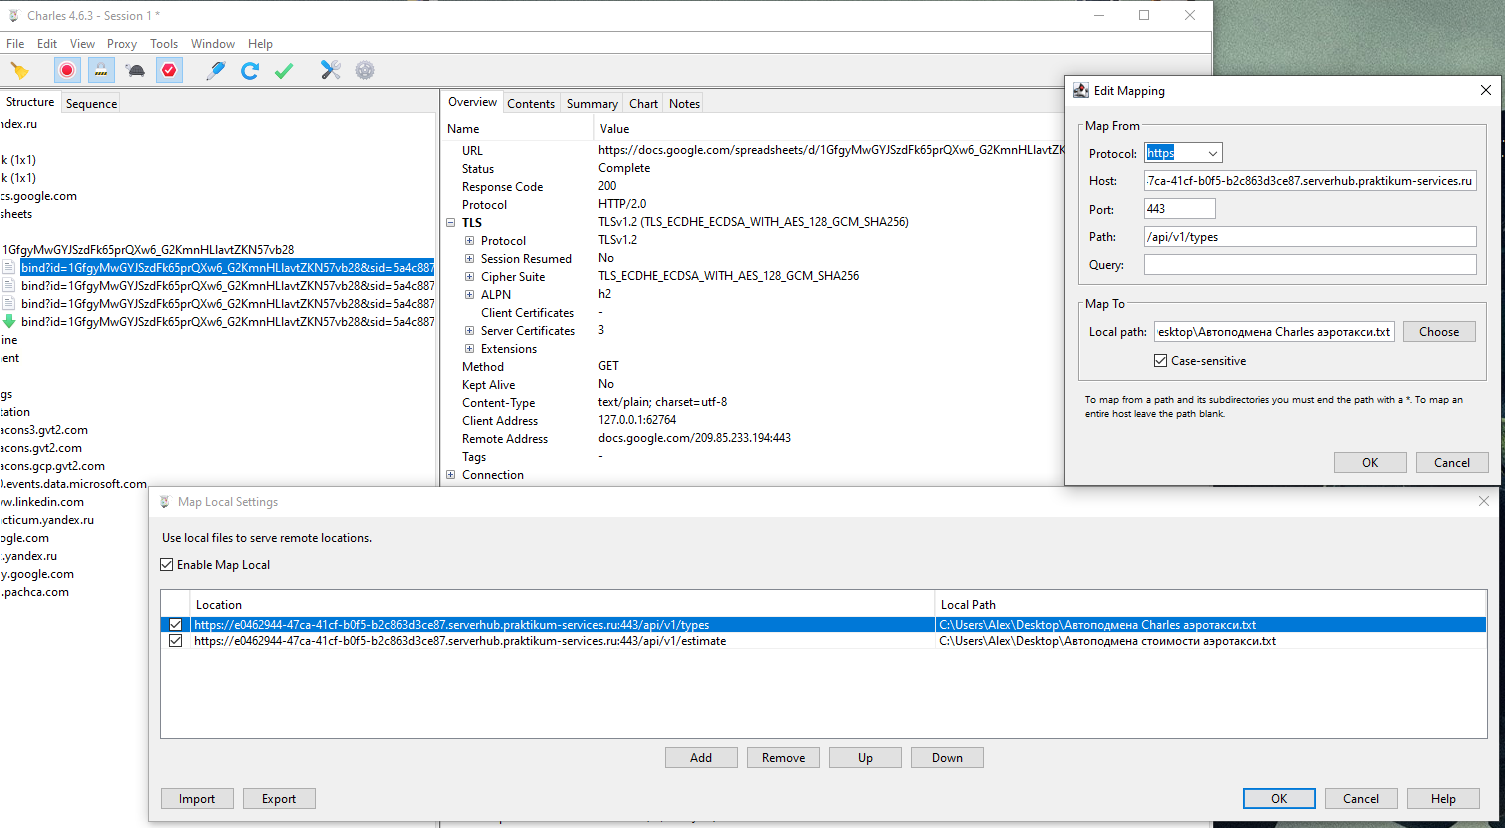 Charles 4.6.3 - Session 1 *
File Edit View Proxy Tools Window Help
Structure Sequence
ndex.ru
k (1x1)
k (1x1)
cs.google.com
sheets
1GfgyMwGYJSzdFk65prQXw6_G2KmnHLIavtZKN57vb28
bind?id=1GfgyMwGYJSzdFk65prQXw6_G2KmnHLIavtZKN57vb28&sid=5a4c887
bind?id=1GfgyMwGYJSzdFk65prQXw6_G2KmnHLIavtZKN57vb28&sid=5a4c887
bind?id=1GfgyMwGYJSzdFk65prQXw6_G2KmnHLIavtZKN57vb28&sid=5a4c887
bind?id=1GfgyMwGYJSzdFk65prQXw6_G2KmnHLIavtZKN57vb28&sid=5a4c887
ine
ent
gs
tation
acons3.gvt2.com
acons.gvt2.com
acons.gcp.gvt2.com
.events.data.microsoft.com
w.linkedin.com
cticum.yandex.ru
ogle.com
.yandex.ru
y.google.com
.pachca.com
Overview Contents Summary Chart Notes
Name Value
URL https://docs.google.com/spreadsheets/d/1GfgyMwGYJSzdFk65prQXw6_G2KmnHLIavtZK
Status Complete
Response Code 200
Protocol HTTP/2.0
TLS TLSv1.2 (TLS_ECDHE_ECDSA_WITH_AES_128_GCM_SHA256)
Protocol TLSv1.2
Session Resumed No
Cipher Suite TLS_ECDHE_ECDSA_WITH_AES_128_GCM_SHA256
ALPN h2
Client Certificates -
Server Certificates 3
Extensions
Method GET
Kept Alive No
Content-Type text/plain; charset=utf-8
Client Address 127.0.0.1:62764
Remote Address docs.google.com/209.85.233.194:443
Tags -
Connection
Edit Mapping
Map From
Protocol: https
Host: 7ca-41cf-b0f5-b2c863d3ce87.serverhub.praktikum-services.ru
Port: 443
Path: /api/v1/types
Query:
Map To
Local path: esktop\Автоподмена Charles аэротакси.txt Choose
Case-sensitive
To map from a path and its subdirectories you must end the path with a *. To map an
entire host leave the path blank.
OK Cancel
Map Local Settings
Use local files to serve remote locations.
Enable Map Local
Location Local Path
https://e0462944-47ca-41cf-b0f5-b2c863d3ce87.serverhub.praktikum-services.ru:443/api/v1/types C:\Users\Alex\Desktop\Автоподмена Charles аэротакси.txt
https://e0462944-47ca-41cf-b0f5-b2c863d3ce87.serverhub.praktikum-services.ru:443/api/v1/estimate C:\Users\Alex\Desktop\Автоподмена стоимости аэротакси.txt
Add Remove Up Down
Import Export OK Cancel Help